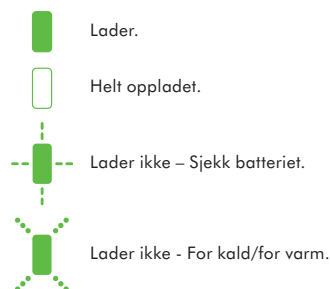 Lader.
Helt oppladet.
Lader ikke – Sjekk batteriet.
Lader ikke - For kald/for varm.